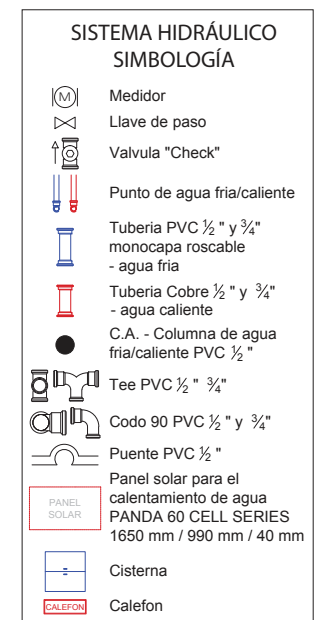 SISTEMA HIDRÁULICO
SIMBOLOGÍA
M Medidor
Llave de paso
Valvula "Check"
Punto de agua fria/caliente
Tuberia PVC ½ " y ¾"
monocapa roscable
- agua fria
Tuberia Cobre ½ " y ¾"
- agua caliente
C.A. - Columna de agua
fria/caliente PVC ½ "
Tee PVC ½ " ¾"
Codo 90 PVC ½ " y ¾"
Puente PVC ½ "
PANEL
SOLAR
Panel solar para el
calentamiento de agua
PANDA 60 CELL SERIES
1650 mm / 990 mm / 40 mm
Cisterna
CALEFON Calefon